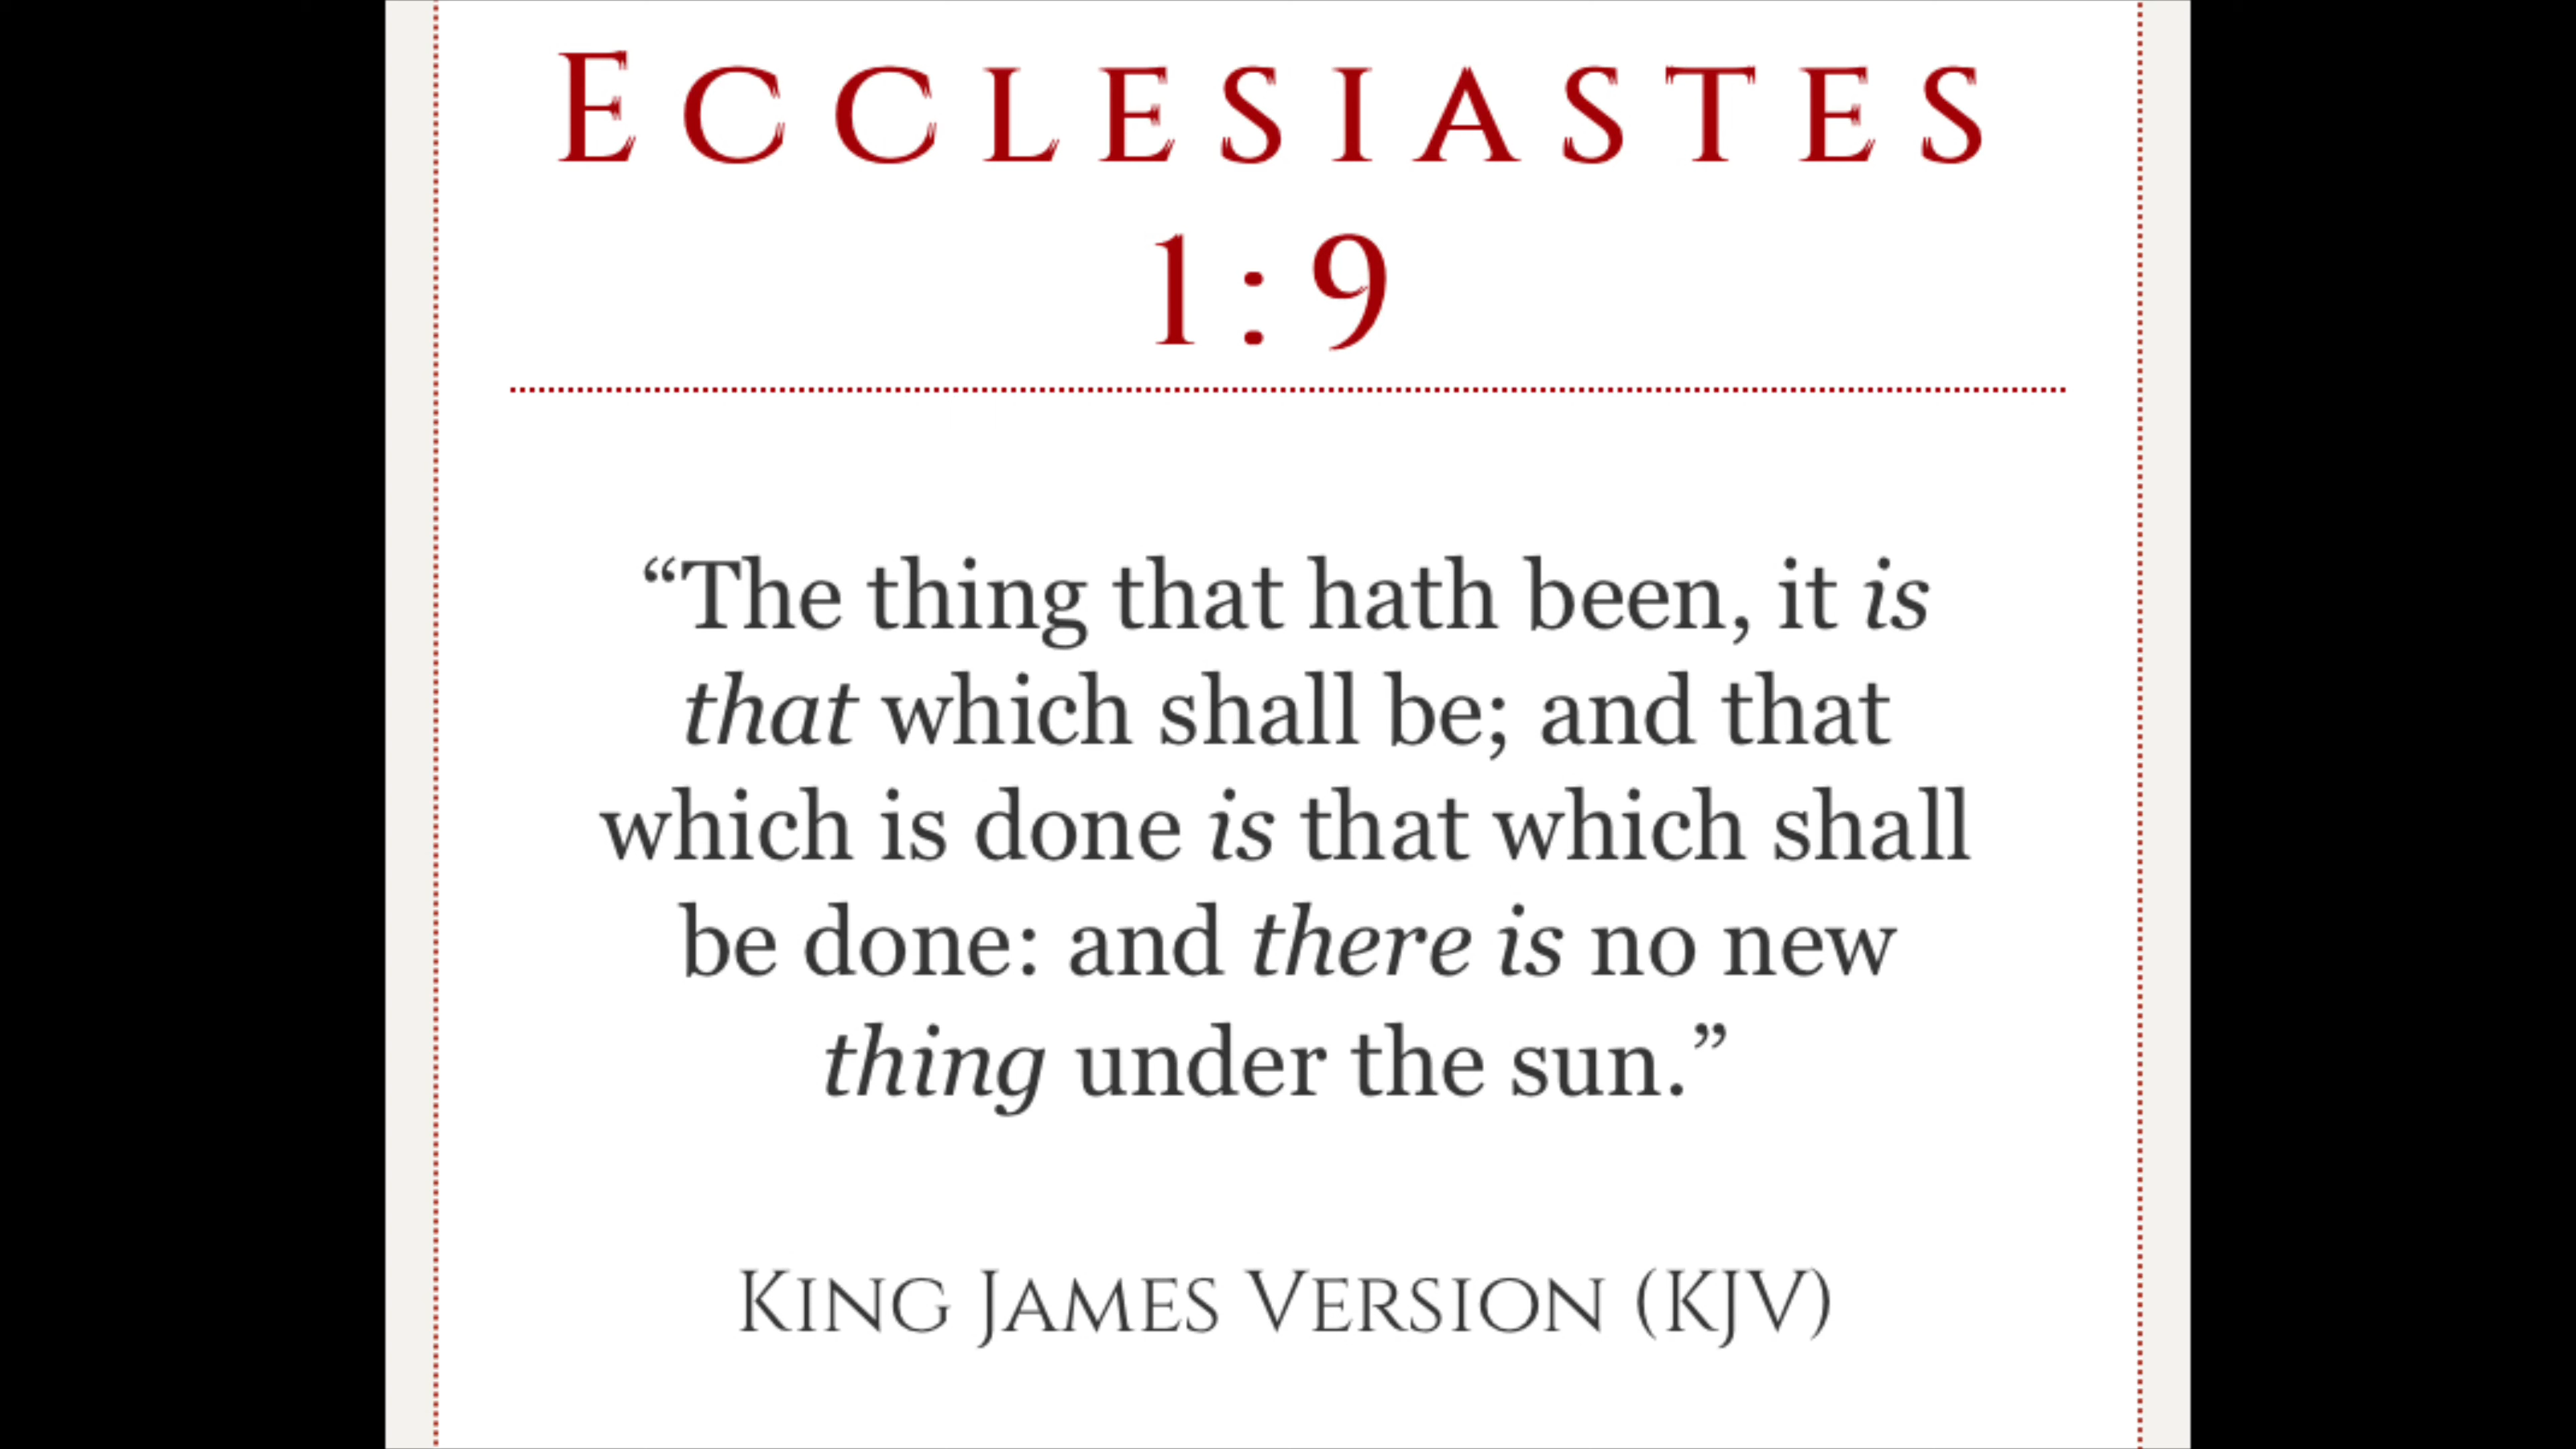 Ecclesiastes
1:9
“The thing that hath been, it is
that which shall be; and that
which is done is that which shall
be done: and there is no new
thing under the sun.”
King James Version (KJV)